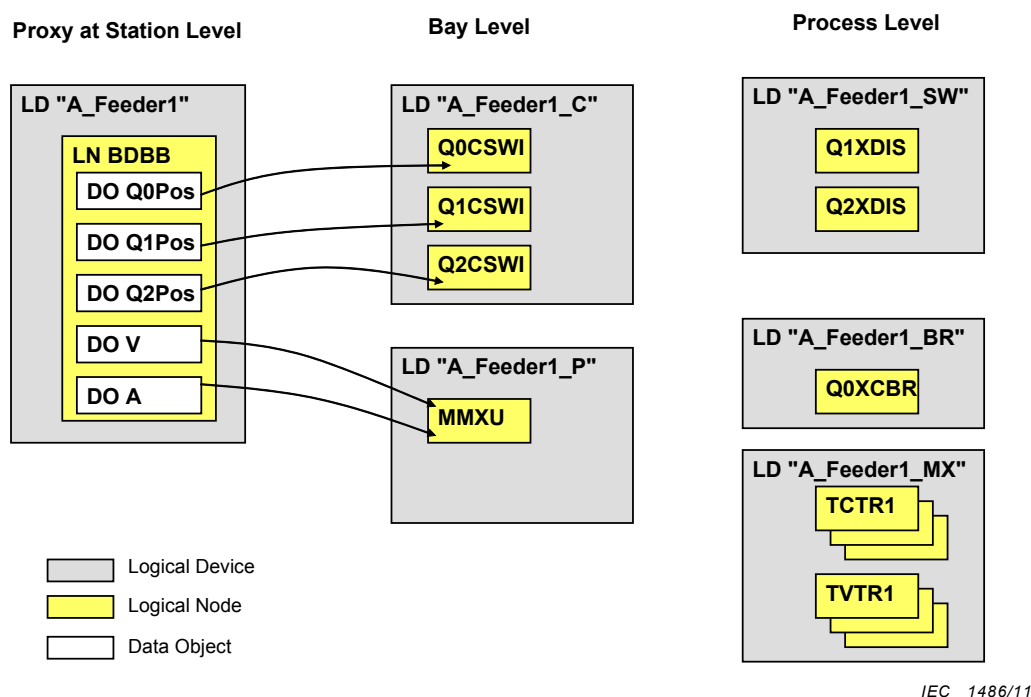 Proxy at Station Level
Bay Level
Process Level
LD "A_Feeder1"
LN BDBB
DO Q0Pos
DO Q1Pos
DO Q2Pos
DO V
DO A
LD "A_Feeder1_C"
Q0CSWI
Q1CSWI
Q2CSWI
LD "A_Feeder1_P"
MMXU
LD "A_Feeder1_SW"
Q1XDIS
Q2XDIS
LD "A_Feeder1_BR"
Q0XCBR
LD "A_Feeder1_MX"
TCTR1
TVTR1
Logical Device
Logical Node
Data Object
IEC 1486/11